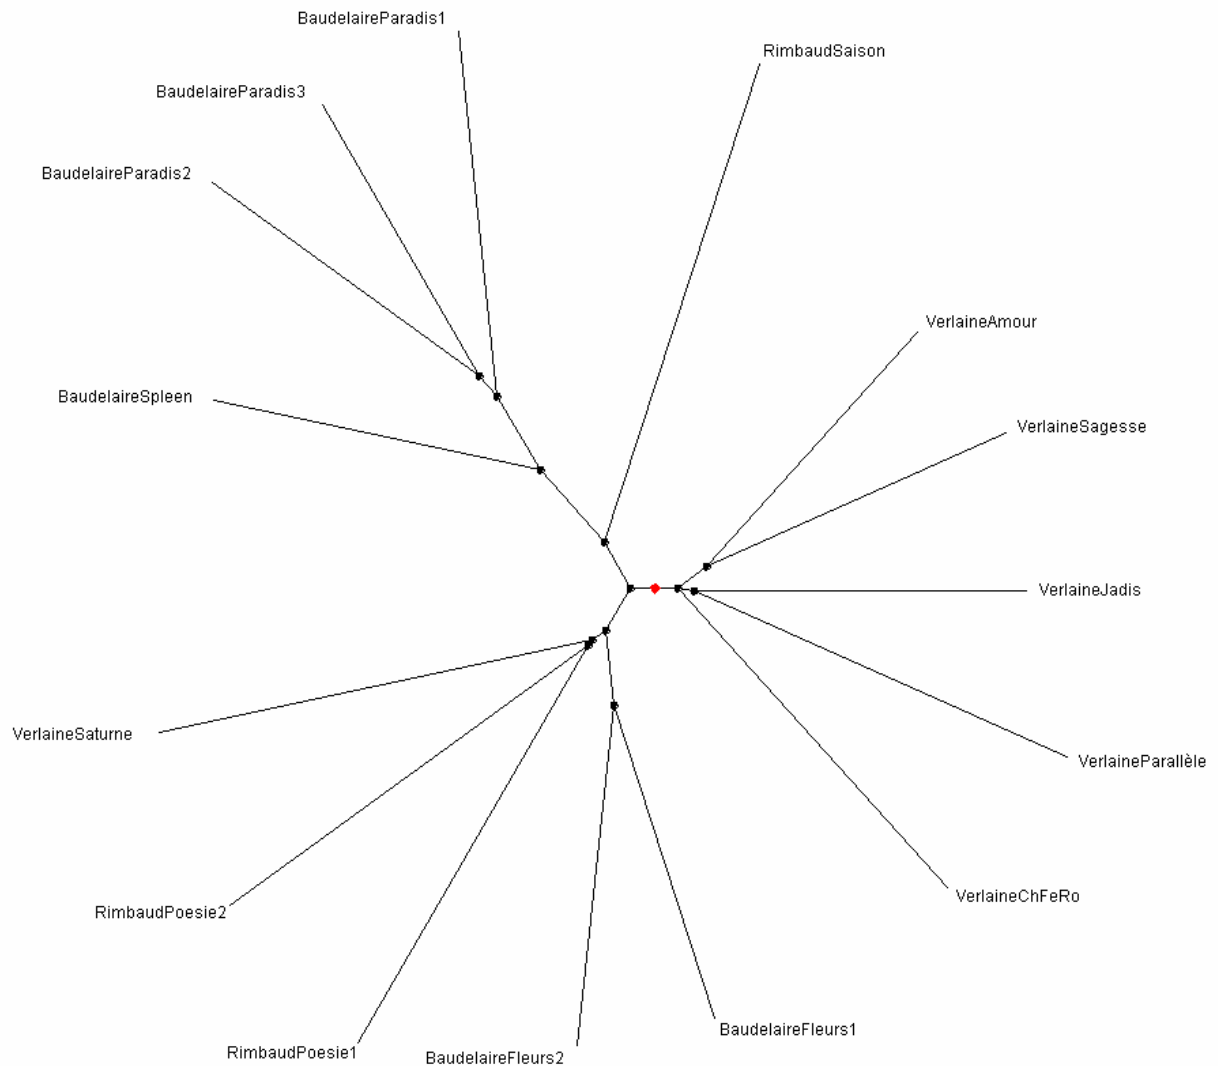 BaudelaireParadis1
RimbaudSaison
BaudelaireParadis3
BaudelaireParadis2
VerlaineAmour
BaudelaireSpleen
VerlaineSagesse
VerlaineJadis
VerlaineSaturne
VerlaineParallèle
VerlaineChFeRo
RimbaudPoesie2
BaudelaireFleurs1
RimbaudPoesie1
BaudelaireFleurs2